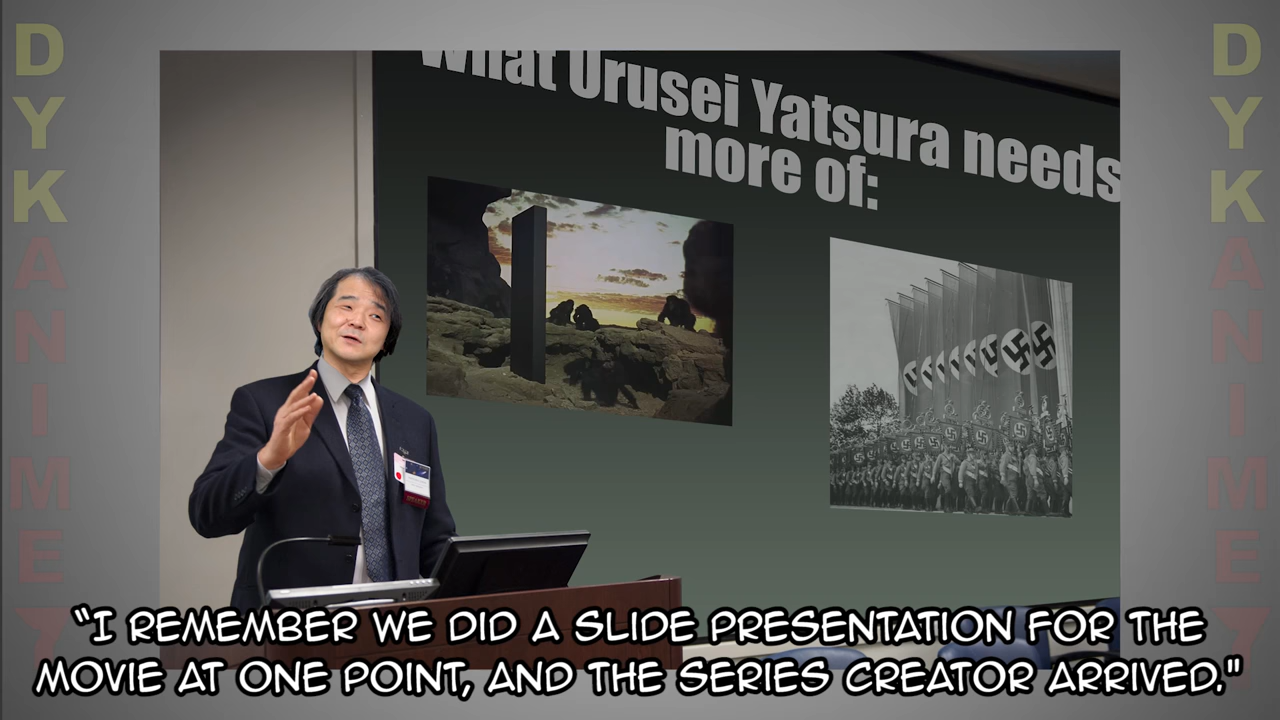 DYKANIME?
What Urusei Yatsura needs
more of:
DYKANIME?
"I REMEMBER WE DID A SLIDE PRESENTATION FOR THE
MOVIE AT ONE POINT, AND THE SERIES CREATOR ARRIVED."